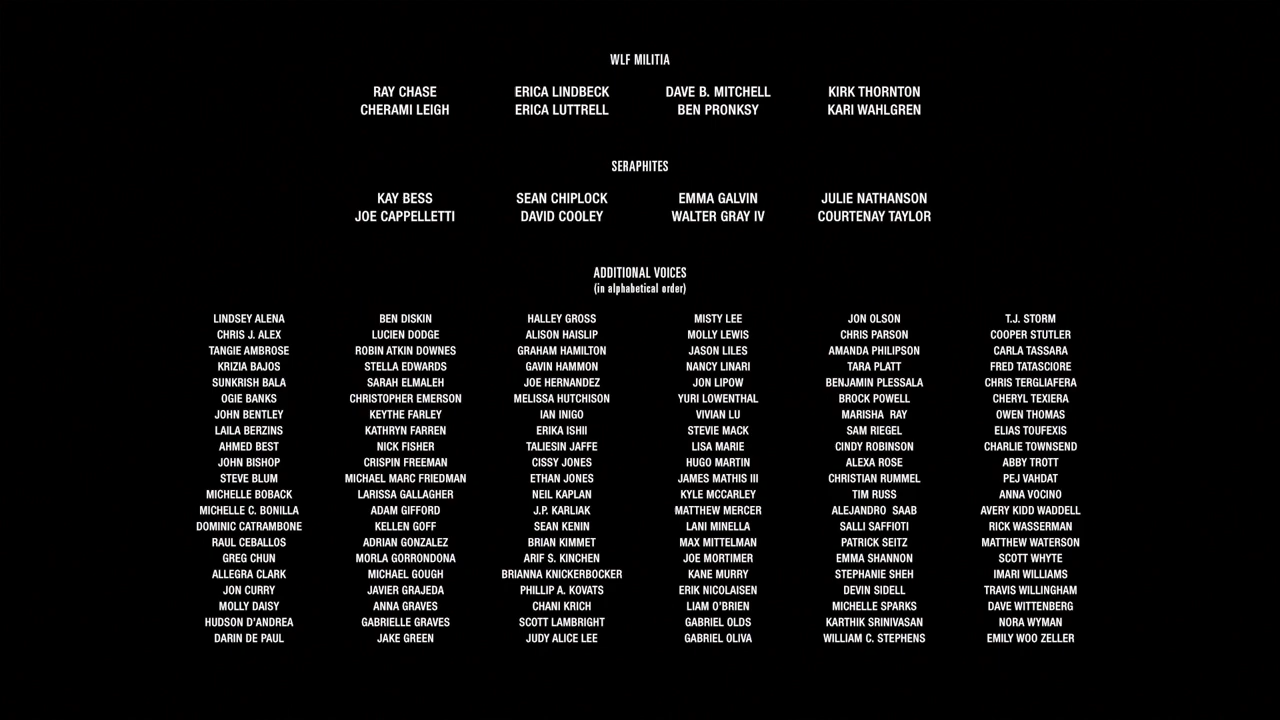 WLF MILITIA
RAY CHASE ERICA LINDBECK DAVE B. MITCHELL KIRK THORNTON
CHERAMI LEIGH ERICA LUTTRELL BEN PRONKSY KARI WAHLGREN
SERAPHITES
KAY BESS SEAN CHIPLOCK EMMA GALVIN JULIE NATHANSON
JOE CAPPELLETTI DAVID COOLEY WALTER GRAY IV COURTENAY TAYLOR
ADDITIONAL VOICES
(in alphabetical order)
LINDSEY ALENA BEN DISKIN HALLEY GROSS MISTY LEE JON OLSON T.J. STORM
CHRIS J. ALEX LUCIEN DODGE ALISON HAISLIP MOLLY LEWIS CHRIS PARSON COOPER STUTLER
TANGIE AMBROSE ROBIN ATKIN DOWNES GRAHAM HAMILTON JASON LILES AMANDA PHILIPSON CARLA TASSARA
KRIZIA BAJOS STELLA EDWARDS GAVIN HAMMON NANCY LINARI TARA PLATT FRED TATASCIORE
SUNKRISH BALA SARAH ELMALEH JOE HERNANDEZ JON LIPOW BENJAMIN PLESSALA CHRIS TERGLIAFERA
OGIE BANKS CHRISTOPHER EMERSON MELISSA HUTCHISON YURI LOWENTHAL BROCK POWELL CHERYL TEXIERA
JOHN BENTLEY KEYTHE FARLEY IAN INIGO VIVIAN LU MARISHA RAY OWEN THOMAS
LAILA BERZINS KATHRYN FARREN ERIKA ISHII STEVIE MACK SAM RIEGEL ELIAS TOUFEXIS
AHMED BEST NICK FISHER TALIESIN JAFFE LISA MARIE CINDY ROBINSON CHARLIE TOWNSEND
JOHN BISHOP CRISPIN FREEMAN CISSY JONES HUGO MARTIN ALEXA ROSE ABBY TROTT
STEVE BLUM MICHAEL MARC FRIEDMAN ETHAN JONES JAMES MATHIS III CHRISTIAN RUMMEL PEJ VAHDAT
MICHELLE BOBACK LARISSA GALLAGHER NEIL KAPLAN KYLE MCCARLEY TIM RUSS ANNA VOCINO
MICHELLE C. BONILLA ADAM GIFFORD J.P. KARLIAK MATTHEW MERCER ALEJANDRO SAAB AVERY KIDD WADDELL
DOMINIC CATRAMBONE KELLEN GOFF SEAN KENIN LANI MINELLA SALLI SAFFIOTI RICK WASSERMAN
RAUL CEBALLOS ADRIAN GONZALEZ BRIAN KIMMET MAX MITTELMAN PATRICK SEITZ MATTHEW WATERSON
GREG CHUN MORLA GORRONDONA ARIF S. KINCHEN JOE MORTIMER EMMA SHANNON SCOTT WHYTE
ALLEGRA CLARK MICHAEL GOUGH BRIANNA KNICKERBOCKER KANE MURRY STEPHANIE SHEH IMARI WILLIAMS
JON CURRY JAVIER GRAJEDA PHILLIP A. KOVATS ERIK NICOLAISEN DEVIN SIDELL TRAVIS WILLINGHAM
MOLLY DAISY ANNA GRAVES CHANI KRICH LIAM O'BRIEN MICHELLE SPARKS DAVE WITTENBERG
HUDSON D'ANDREA GABRIELLE GRAVES SCOTT LAMBRIGHT GABRIEL OLDS KARTHIK SRINIVASAN NORA WYMAN
DARIN DE PAUL JAKE GREEN JUDY ALICE LEE GABRIEL OLIVA WILLIAM C. STEPHENS EMILY WOO ZELLER